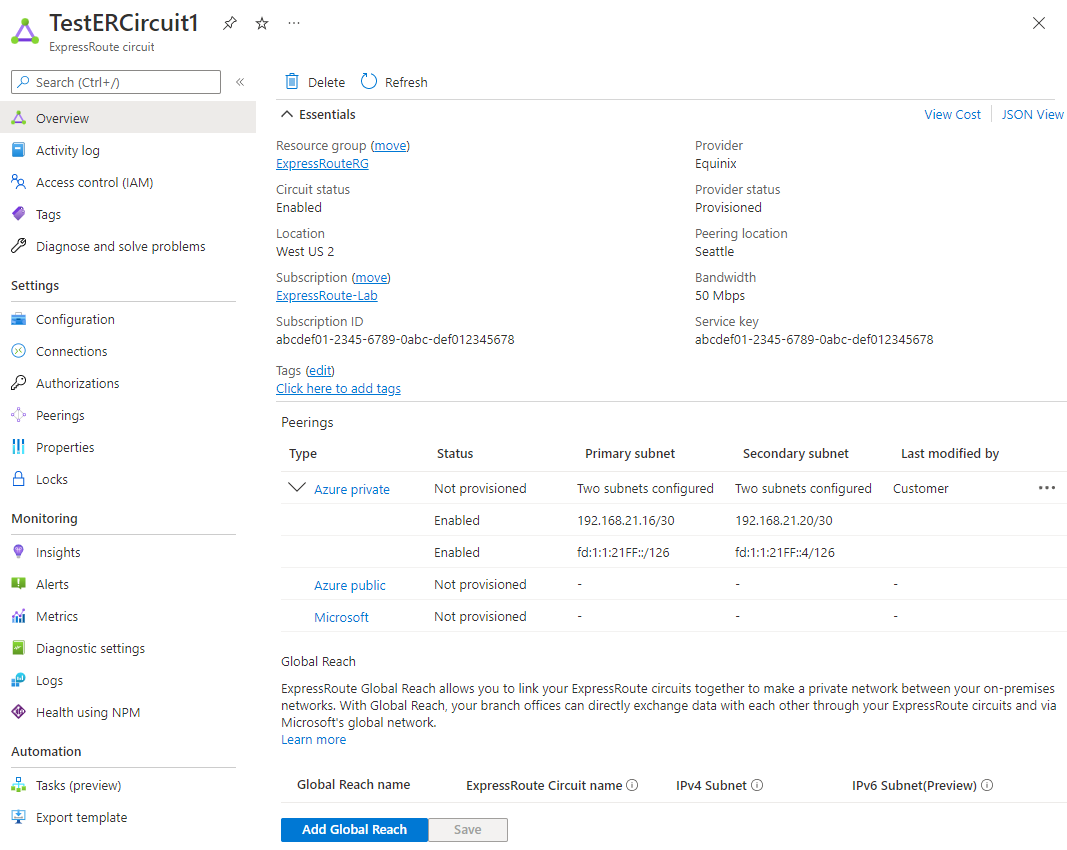 TestERCircuit1
ExpressRoute circuit
Search (Ctrl+/)
Overview
Activity log
Access control (IAM)
Tags
Diagnose and solve problems
Settings
Configuration
Connections
Authorizations
Peerings
Properties
Locks
Monitoring
Insights
Alerts
Metrics
Diagnostic settings
Logs
Health using NPM
Automation
Tasks (preview)
Export template
Delete Refresh
Essentials View Cost JSON View
Resource group (move)
ExpressRouteRG
Circuit status
Enabled
Location
West US 2
Subscription (move)
ExpressRoute-Lab
Subscription ID
abcdef01-2345-6789-0abc-def012345678
Provider
Equinix
Provider status
Provisioned
Peering location
Seattle
Bandwidth
50 Mbps
Service key
abcdef01-2345-6789-0abc-def012345678
Tags (edit)
Click here to add tags
Peerings
Type Status Primary subnet Secondary subnet Last modified by
Azure private Not provisioned Two subnets configured Two subnets configured Customer
Enabled 192.168.21.16/30 192.168.21.20/30
Enabled fd:1:1:21FF::/126 fd:1:1:21FF::4/126
Azure public Not provisioned - - -
Microsoft Not provisioned - - -
Global Reach
ExpressRoute Global Reach allows you to link your ExpressRoute circuits together to make a private network between your on-premises
networks. With Global Reach, your branch offices can directly exchange data with each other through your ExpressRoute circuits and via
Microsoft's global network.
Learn more
Global Reach name ExpressRoute Circuit name IPv4 Subnet IPv6 Subnet(Preview)
Add Global Reach Save